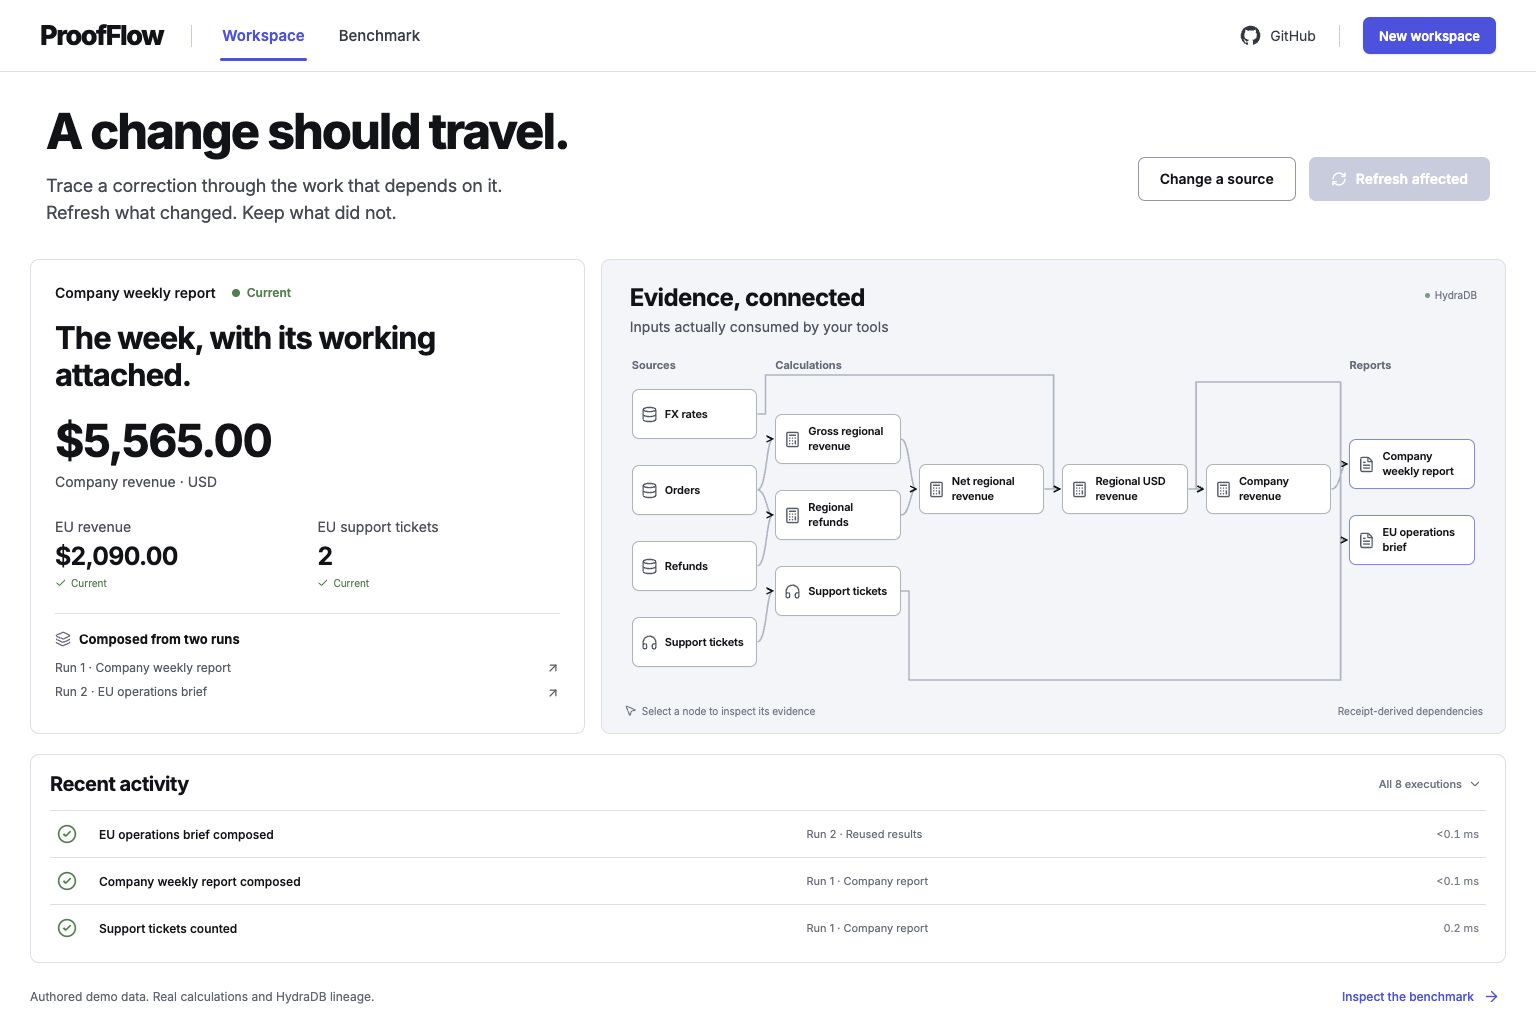 ProofFlow
Workspace
Benchmark
GitHub
New workspace
A change should travel.
Trace a correction through the work that depends on it.
Refresh what changed. Keep what did not.
Change a source
Refresh affected
Company weekly report
Current
The week, with its working
attached.
$5,565.00
Company revenue · USD
EU revenue
$2,090.00
Current
EU support tickets
2
Current
Composed from two runs
Run 1 · Company weekly report
Run 2 · EU operations brief
Evidence, connected
HydraDB
Inputs actually consumed by your tools
Sources
Calculations
Reports
FX rates
Orders
Refunds
Support tickets
Gross regional
revenue
Regional
refunds
Support tickets
Net regional
revenue
Regional USD
revenue
Company
revenue
Company
weekly report
EU operations
brief
Select a node to inspect its evidence
Receipt-derived dependencies
Recent activity
All 8 executions
EU operations brief composed
Run 2 · Reused results
<0.1 ms
Company weekly report composed
Run 1 · Company report
<0.1 ms
Support tickets counted
Run 1 · Company report
0.2 ms
Authored demo data. Real calculations and HydraDB lineage.
Inspect the benchmark